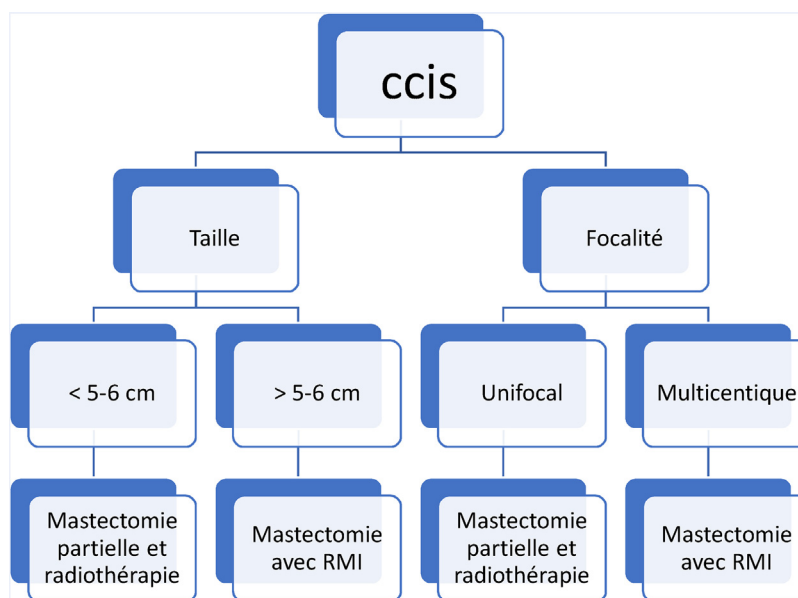 ccis
Taille
Focalité
< 5-6 cm
> 5-6 cm
Unifocal
Multicentique
Mastectomie
partielle et
radiothérapie
Mastectomie
avec RMI
Mastectomie
partielle et
radiothérapie
Mastectomie
avec RMI